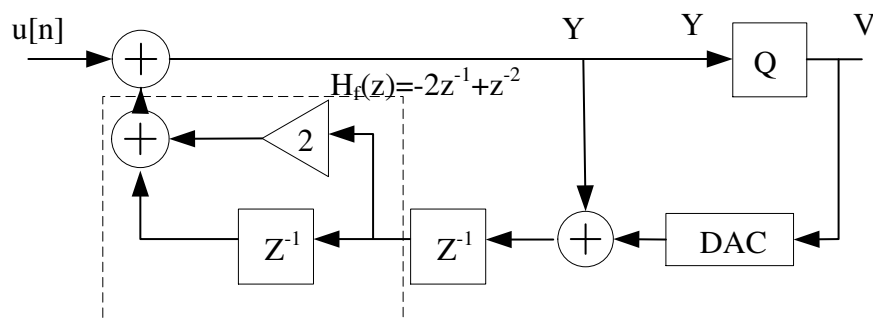 u[n]
Y
Y
V
Q
H_f(z)=-2z^-1+z^-2
2
Z^-1
Z^-1
DAC